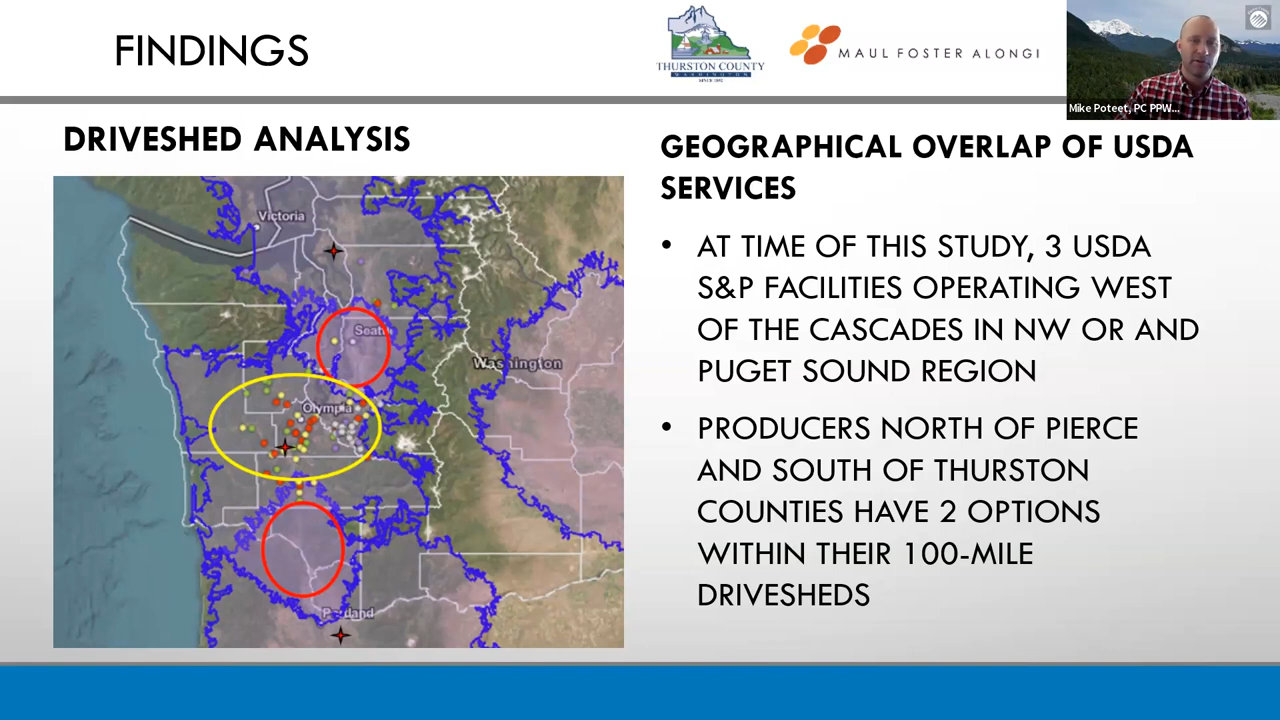 FINDINGS
THURSTON COUNTY
WASHINGTON
SINCE 1852
MAUL FOSTER ALONGI
Mike Poteet, PC PPW...
DRIVESHED ANALYSIS
Victoria
Washington
Olympia
GEOGRAPHICAL OVERLAP OF USDA
SERVICES
• AT TIME OF THIS STUDY, 3 USDA
S&P FACILITIES OPERATING WEST
OF THE CASCADES IN NW OR AND
PUGET SOUND REGION
• PRODUCERS NORTH OF PIERCE
AND SOUTH OF THURSTON
COUNTIES HAVE 2 OPTIONS
WITHIN THEIR 100-MILE
DRIVESHEDS